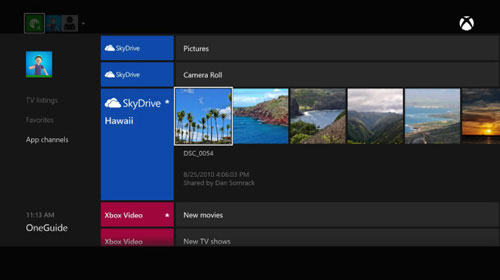 SkyDrive
Pictures
SkyDrive
Camera Roll
TV listings
Favorites
App channels
SkyDrive *
Hawaii
DSC_0054
8/25/2010 4:06:03 PM
Shared by Dan Somrack
11:13 AM
OneGuide
Xbox Video *
New movies
Xbox Video
New TV shows